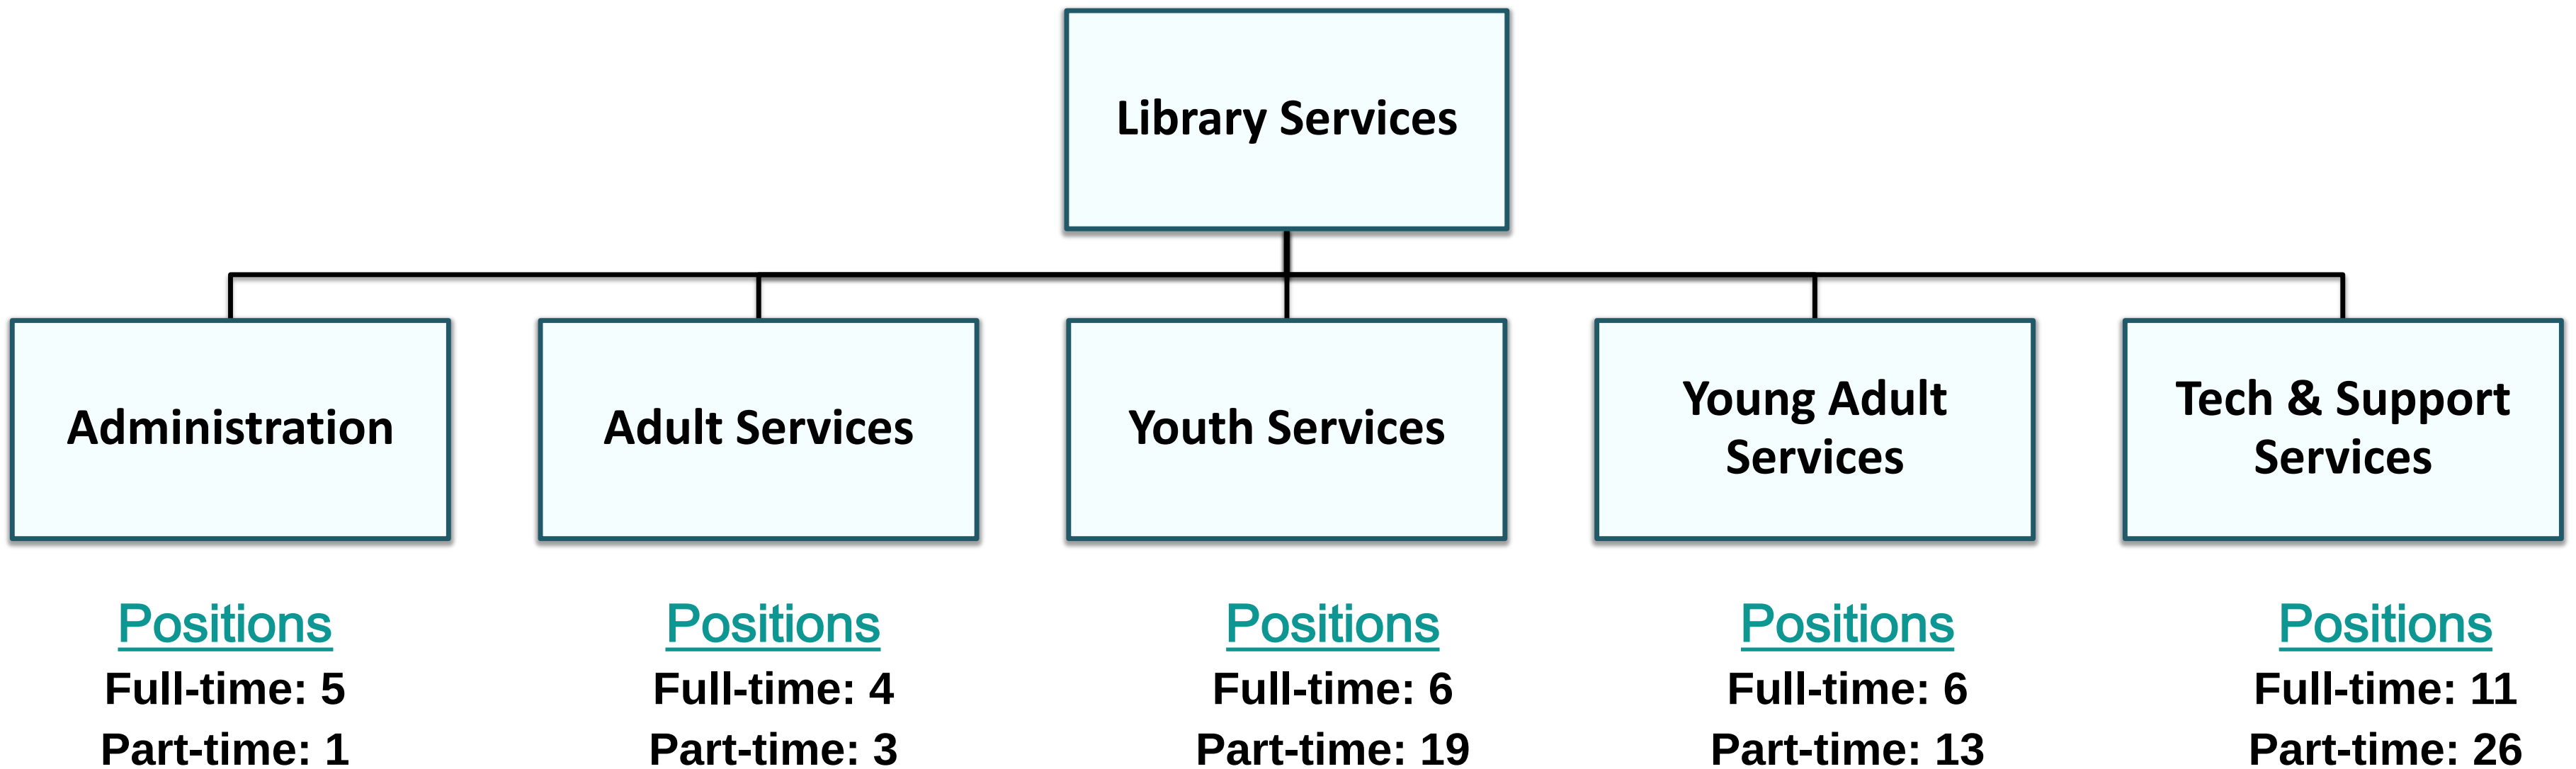 Library Services
Administration
Adult Services
Youth Services
Young Adult
Services
Tech & Support
Services
Positions
Full-time: 5
Part-time: 1
Positions
Full-time: 4
Part-time: 3
Positions
Full-time: 6
Part-time: 19
Positions
Full-time: 6
Part-time: 13
Positions
Full-time: 11
Part-time: 26